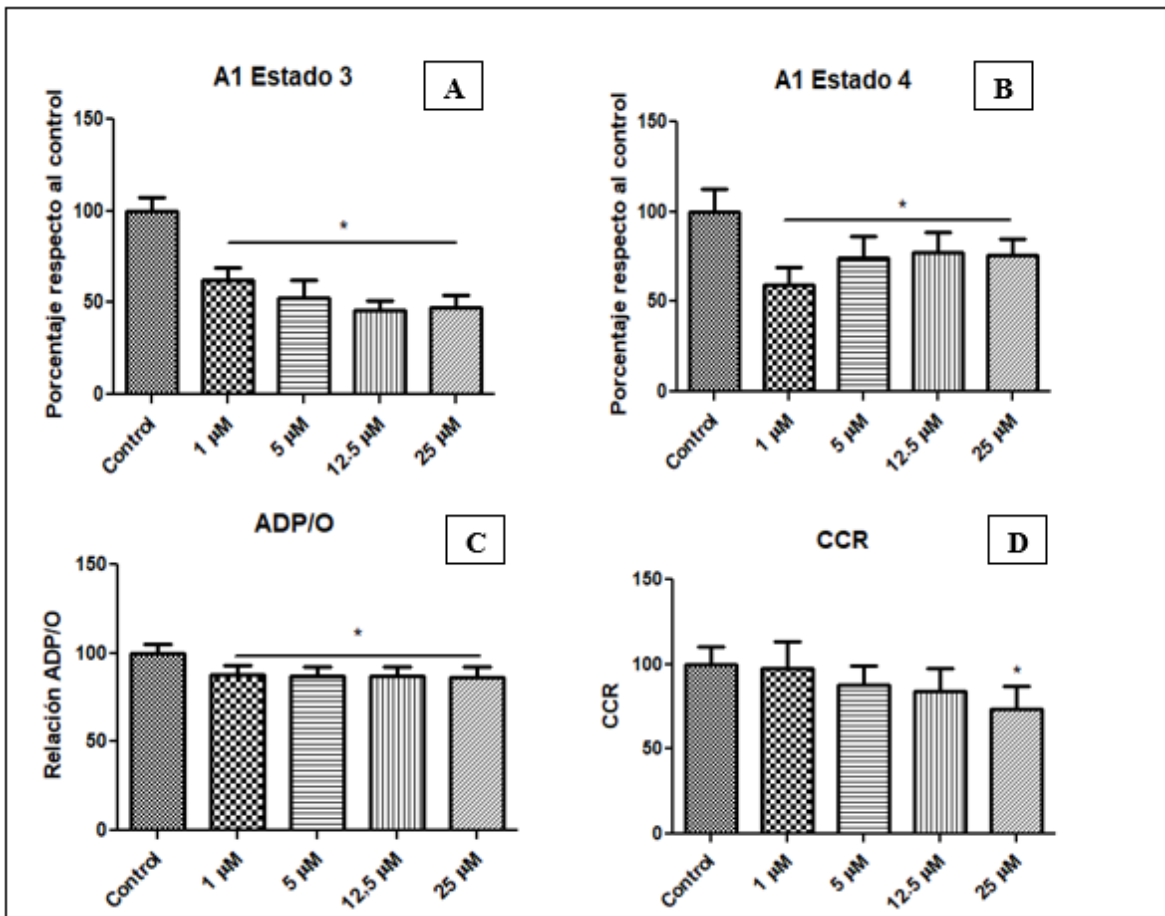 A1 Estado 3
A
Porcentaje respecto al control
150
100
50
0
*
Control
1 µM
5 µM
12.5 µM
25 µM
A1 Estado 4
B
Porcentaje respecto al control
150
100
50
0
*
Control
1 µM
5 µM
12.5 µM
25 µM
ADP/O
C
Relación ADP/O
150
100
50
0
*
Control
1 µM
5 µM
12,5 µM
25 µM
CCR
D
CCR
150
100
50
0
*
Control
1 µM
5 µM
12.5 µM
25 µM